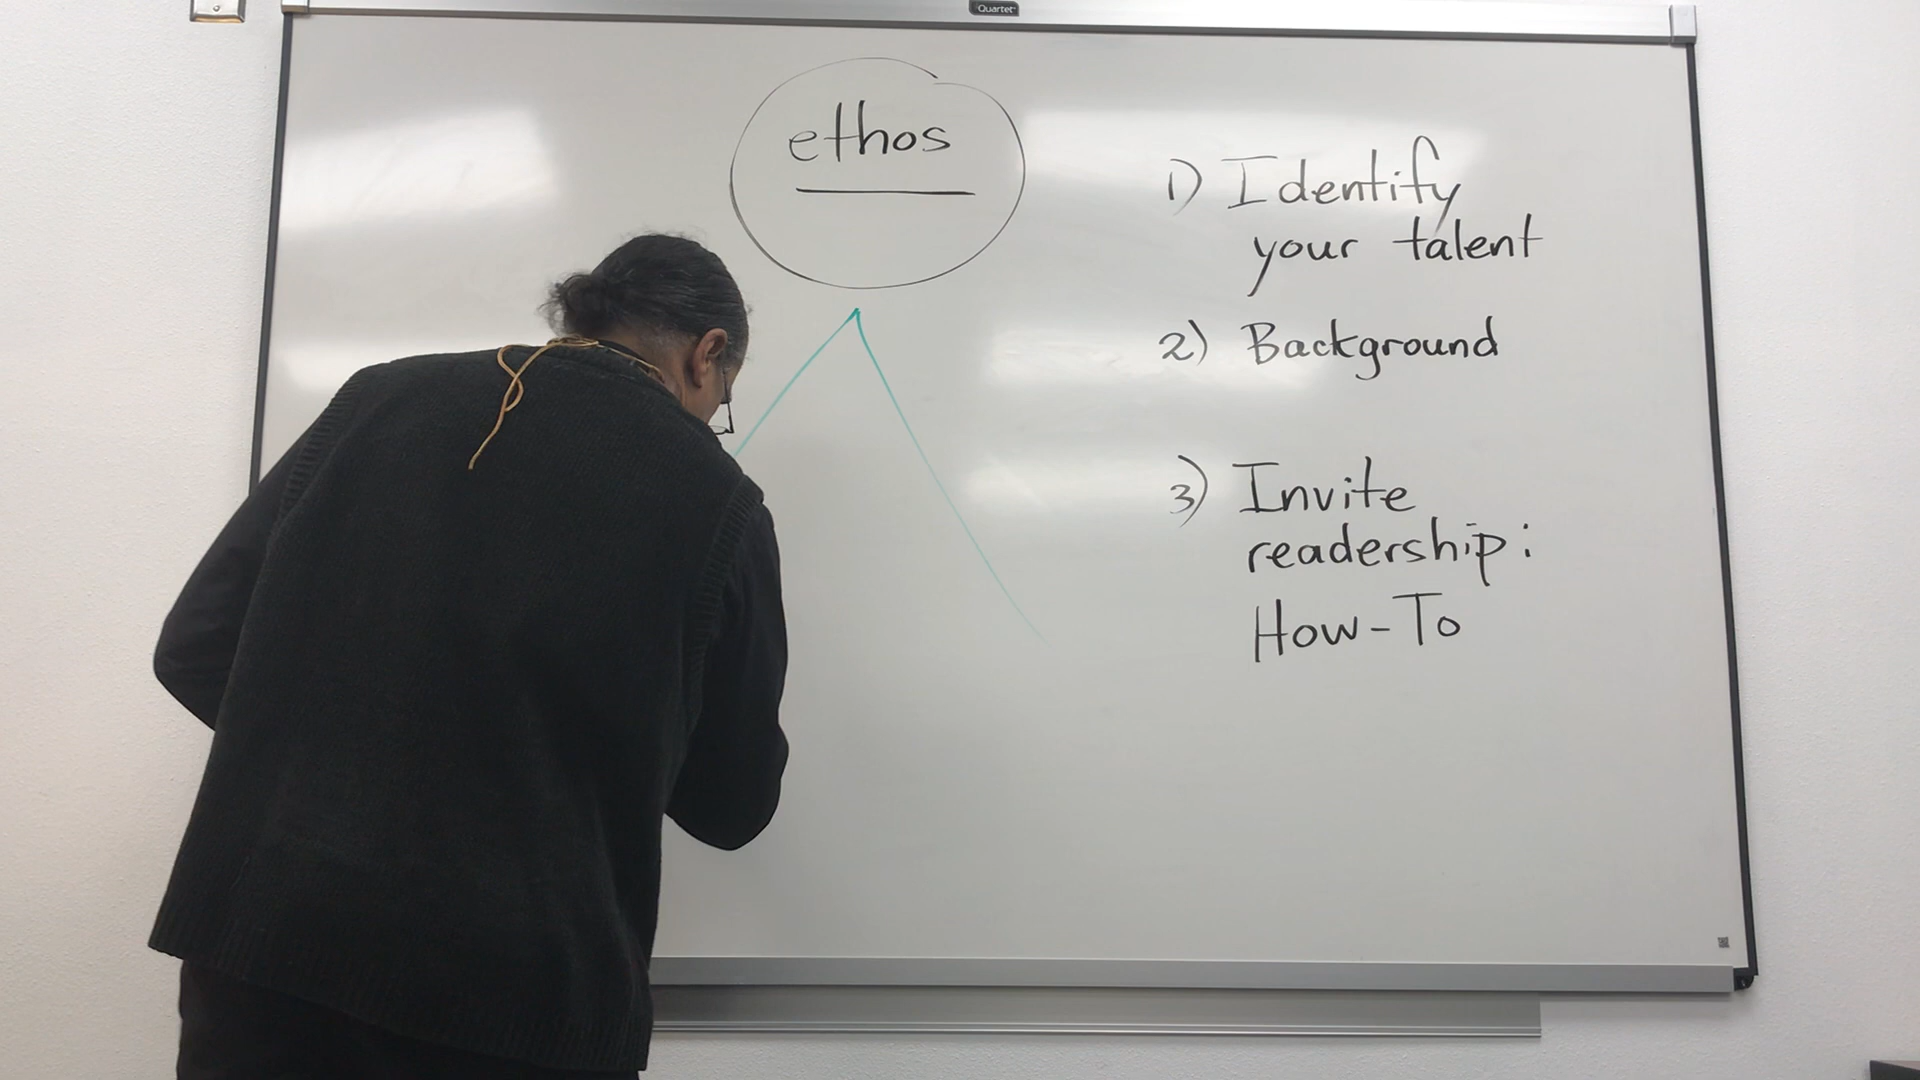 Quartet
ethos
1) Identify
your talent
2) Background
3) Invite
readership:
How-To